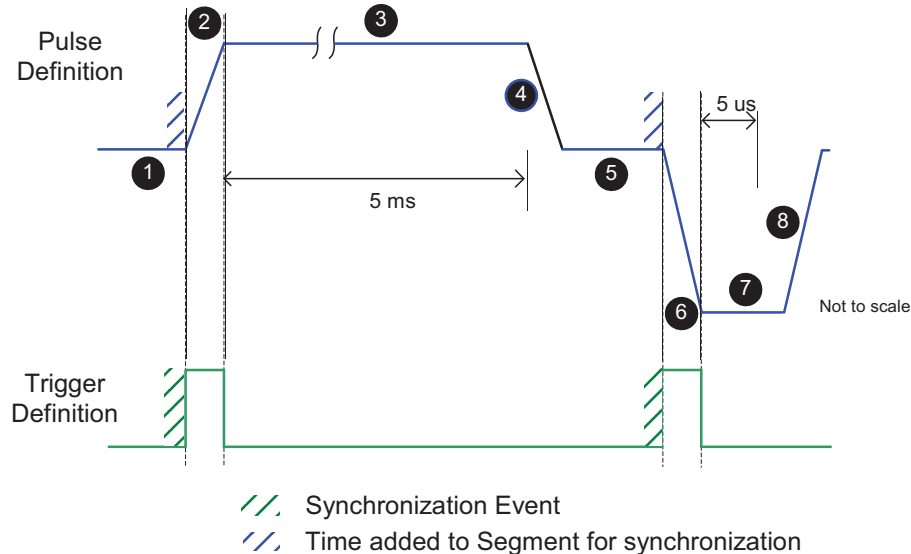 Pulse
Definition
2
3
4
5 us
1
5
5 ms
8
7
6
Not to scale
Trigger
Definition
Synchronization Event
Time added to Segment for synchronization